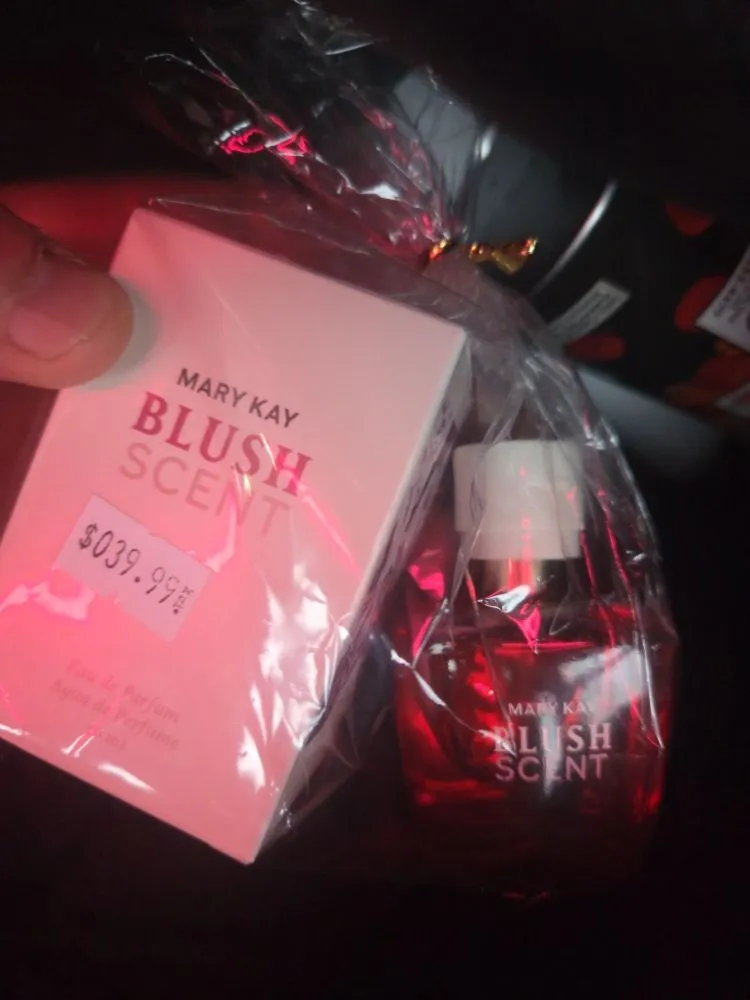 MARY KAY
BLUSH
SCENT
$039.99
Eau de Parfum
Agua de Perfume
MARY KAY
BLUSH
SCENT